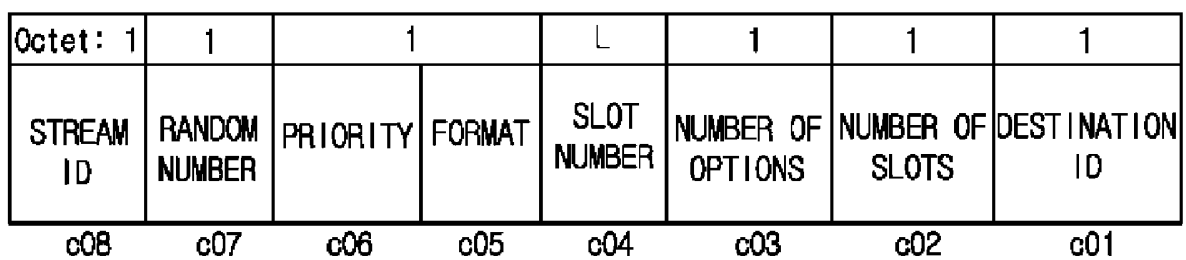 Octet: 1 1 1 L 1 1 1
STREAM ID
RANDOM NUMBER
PRIORITY
FORMAT
SLOT NUMBER
NUMBER OF OPTIONS
NUMBER OF SLOTS
DESTINATION ID
c08 c07 c06 c05 c04 c03 c02 c01